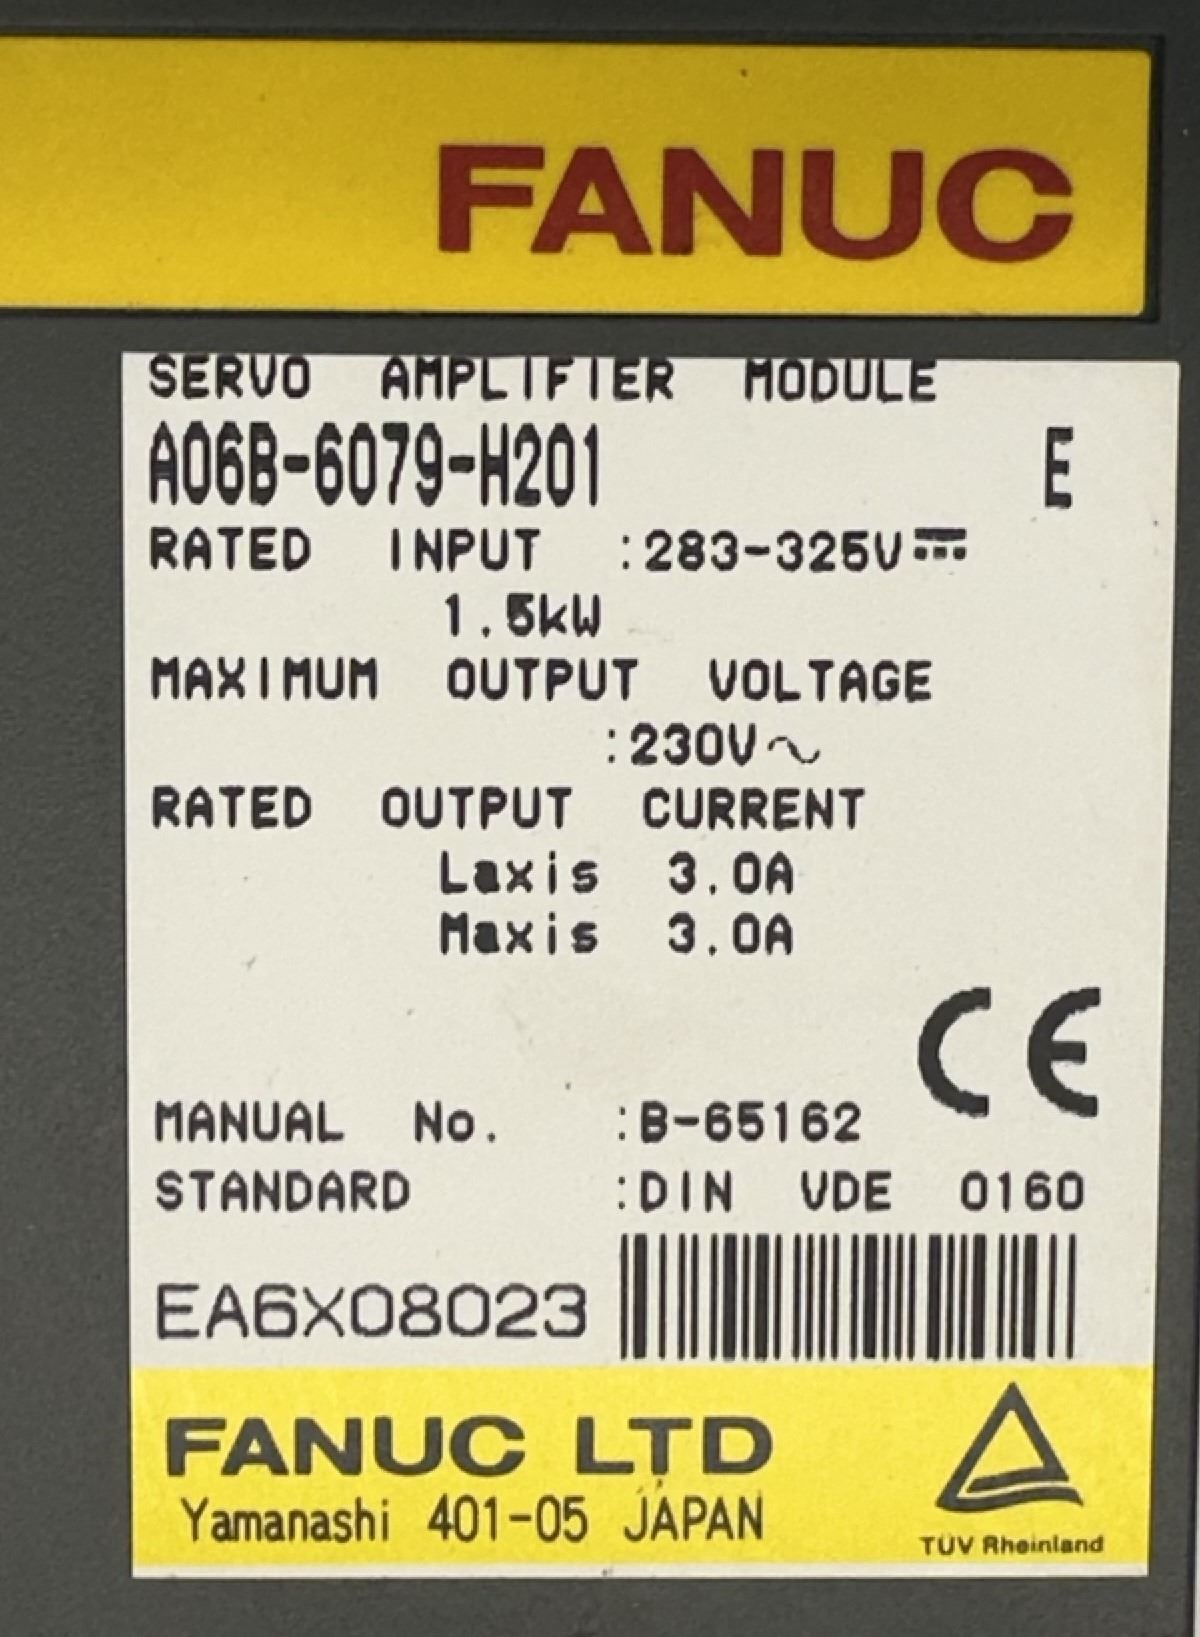 FANUC
SERVO AMPLIFIER MODULE
A06B-6079-H201 E
RATED INPUT :283-325V⎓
1.5kW
MAXIMUM OUTPUT VOLTAGE
:230V∿
RATED OUTPUT CURRENT
Laxis 3.0A
Maxis 3.0A
CE
MANUAL No. :B-65162
STANDARD :DIN VDE 0160
EA6X08023
FANUC LTD
Yamanashi 401-05 JAPAN
TÜV Rheinland